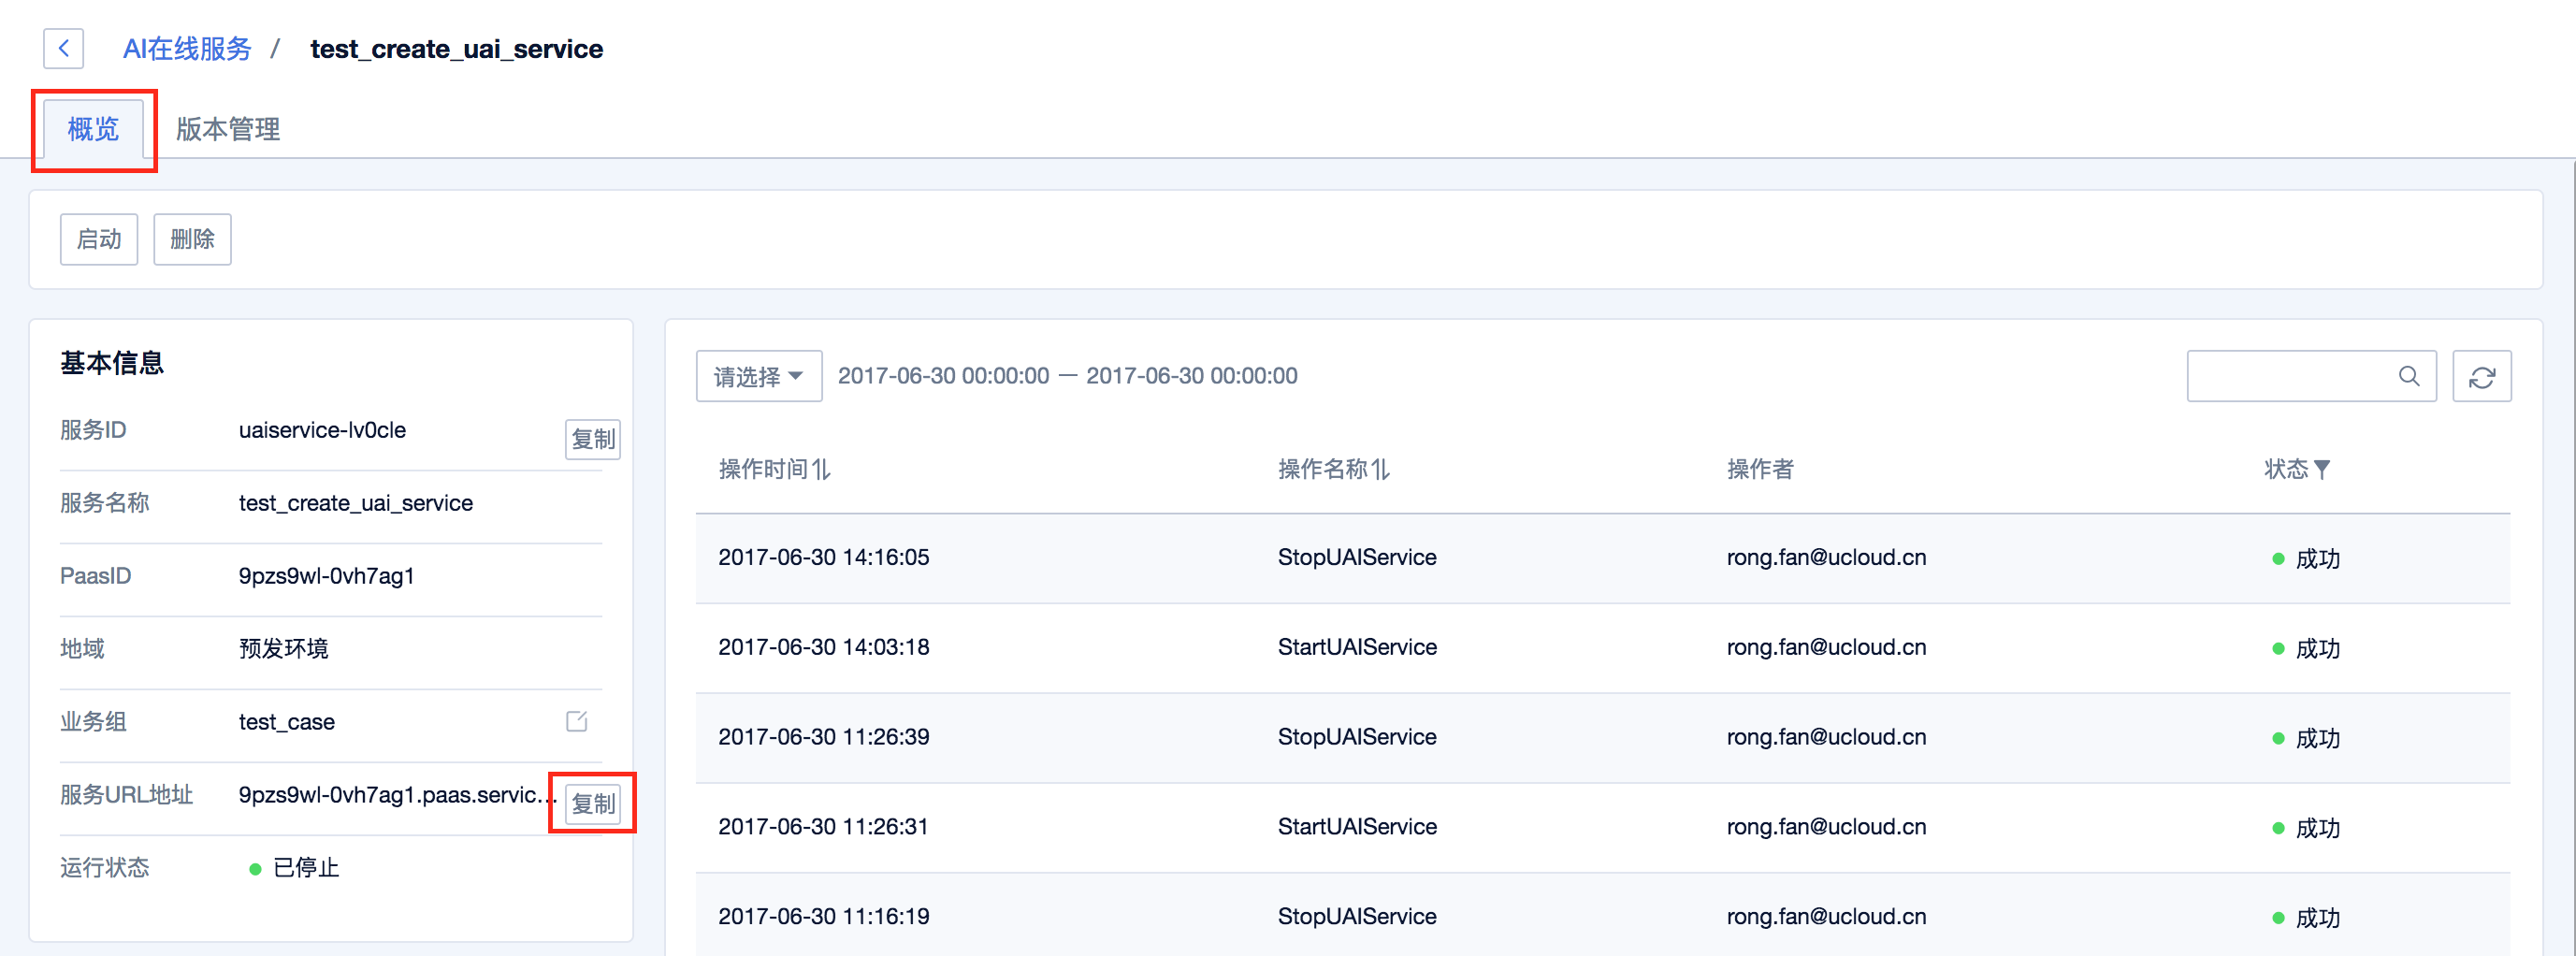 AI在线服务 / test_create_uai_service
概览 版本管理
启动 删除
基本信息
服务ID uaiservice-lv0cle 复制
服务名称 test_create_uai_service
PaasID 9pzs9wl-0vh7ag1
地域 预发环境
业务组 test_case
服务URL地址 9pzs9wl-0vh7ag1.paas.servic... 复制
运行状态 已停止
请选择 2017-06-30 00:00:00 — 2017-06-30 00:00:00
操作时间 操作名称 操作者 状态
2017-06-30 14:16:05 StopUAIService rong.fan@ucloud.cn 成功
2017-06-30 14:03:18 StartUAIService rong.fan@ucloud.cn 成功
2017-06-30 11:26:39 StopUAIService rong.fan@ucloud.cn 成功
2017-06-30 11:26:31 StartUAIService rong.fan@ucloud.cn 成功
2017-06-30 11:16:19 StopUAIService rong.fan@ucloud.cn 成功